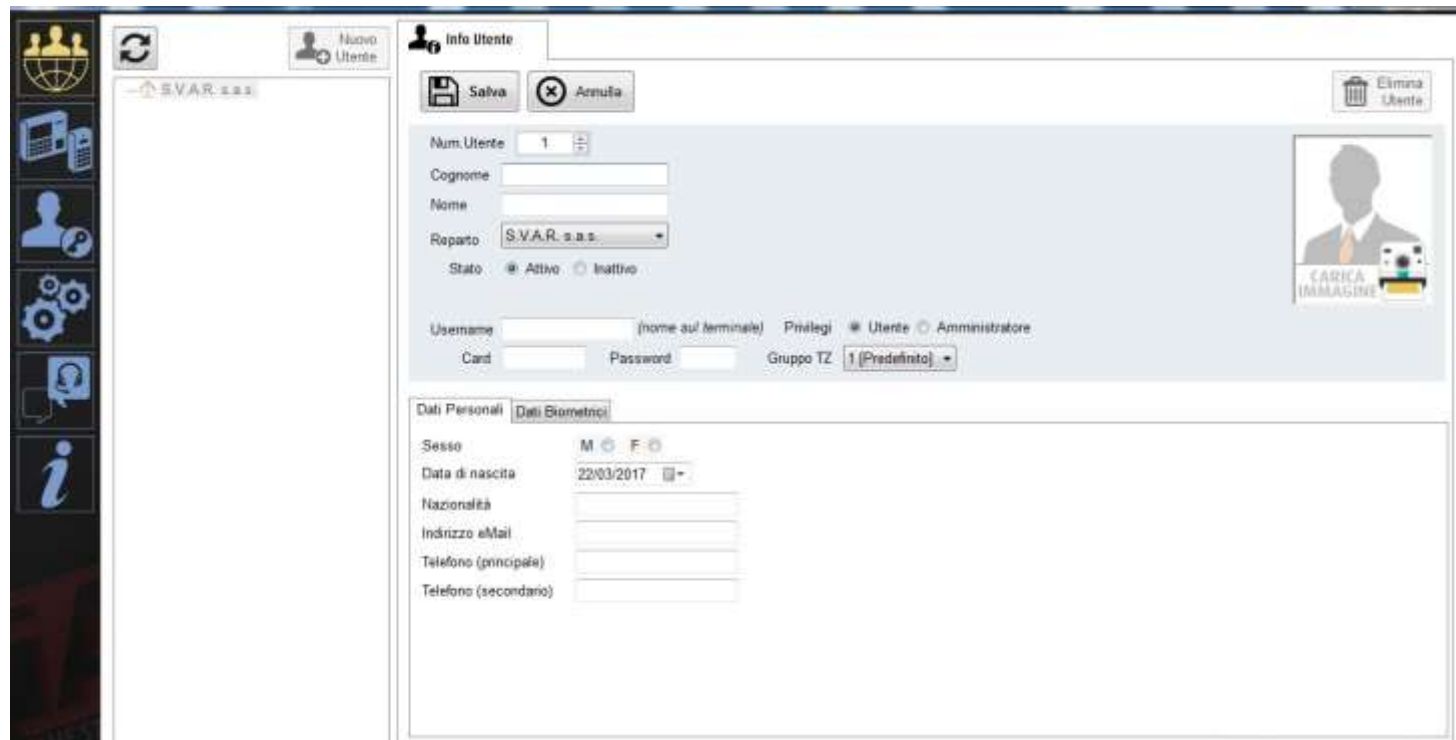 Nuovo
Utente
S.V.A.R. s.a.s.
Info Utente
Salva
Annulla
Elimina
Utente
Num.Utente 1
Cognome
Nome
Reparto S.V.A.R. s.a.s.
Stato Attivo Inattivo
CARICA
IMMAGINE
Username (nome sul terminale) Privilegi Utente Amministratore
Card Password Gruppo TZ 1 [Predefinito]
Dati Personali Dati Biometrici
Sesso M F
Data di nascita 22/03/2017
Nazionalità
Indirizzo eMail
Telefono (principale)
Telefono (secondario)